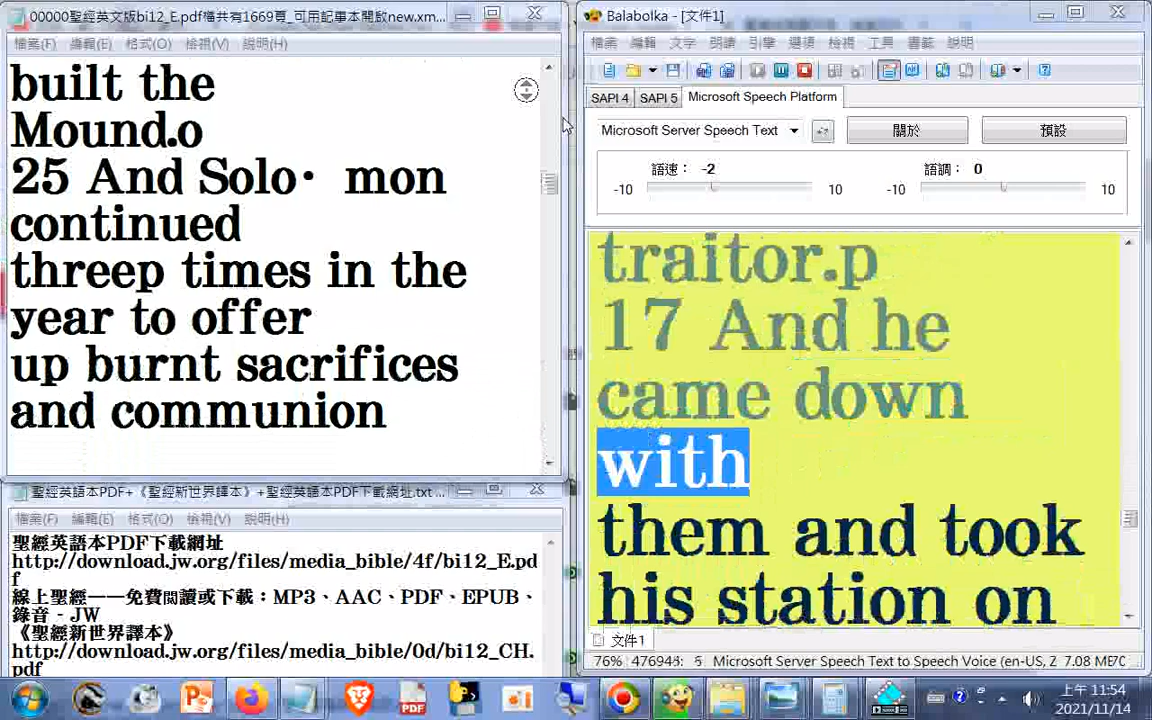 00000聖經英文版bi12_E.pdf檔共有1669頁_可用記事本開啟new.xm...
檔案(F) 編輯(E) 格式(O) 檢視(V) 說明(H)
built the
Mound.o
25 And Solo· mon
continued
threep times in the
year to offer
up burnt sacrifices
and communion
聖經英語本PDF+《聖經新世界譯本》+聖經英語本PDF下載網址.txt ...
檔案(F) 編輯(E) 格式(O) 檢視(V) 說明(H)
聖經英語本PDF下載網址
http://download.jw.org/files/media_bible/4f/bi12_E.pd
f
線上聖經——免費閱讀或下載：MP3、AAC、PDF、EPUB、
錄音 - JW
《聖經新世界譯本》
http://download.jw.org/files/media_bible/0d/bi12_CH.
pdf
Balabolka - [文件1]
檔案 編輯 文字 朗讀 引擎 選項 檢視 工具 書籤 說明
SAPI 4 SAPI 5 Microsoft Speech Platform
Microsoft Server Speech Text 關於 預設
語速： -2 語調： 0
-10 10 -10 10
traitor.p
17 And he
came down
with
them and took
his station on
文件1
76% Microsoft Server Speech Text to Speech Voice (en-US, Z
上午 11:54
2021/11/14